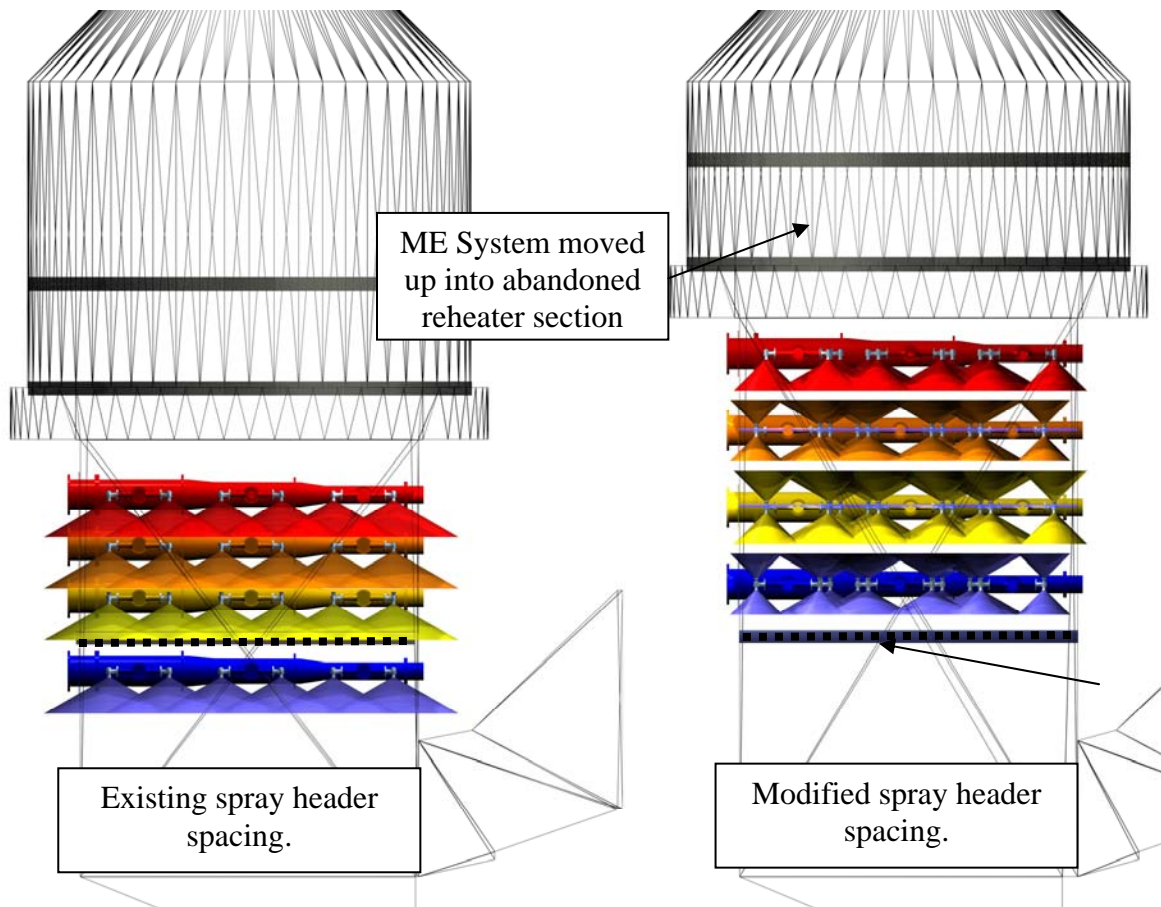 ME System moved
up into abandoned
reheater section
Existing spray header
spacing.
Modified spray header
spacing.